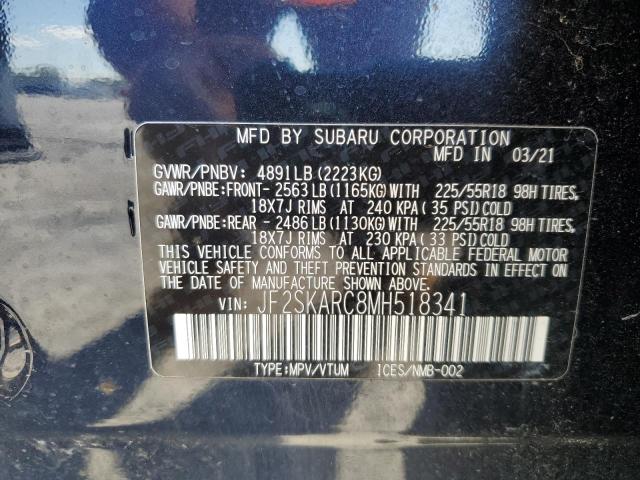 MFD BY SUBARU CORPORATION
MFD IN 03/21
GVWR/PNBV: 4891LB(2223KG)
GAWR/PNBE:FRONT- 2563LB(1165KG)WITH 225/55R18 98H TIRES,
18X7J RIMS AT 240 KPA(35 PSI)COLD
GAWR/PNBE:REAR - 2486LB(1130KG)WITH 225/55R18 98H TIRES,
18X7J RIMS AT 230 KPA(33 PSI)COLD
THIS VEHICLE CONFORMS TO ALL APPLICABLE FEDERAL MOTOR
VEHICLE SAFETY AND THEFT PREVENTION STANDARDS IN EFFECT ON
THE DATE OF MANUFACTURE SHOWN ABOVE.
VIN: JF2SKARC8MH518341
TYPE:MPV/VTUM ICES/NMB-002